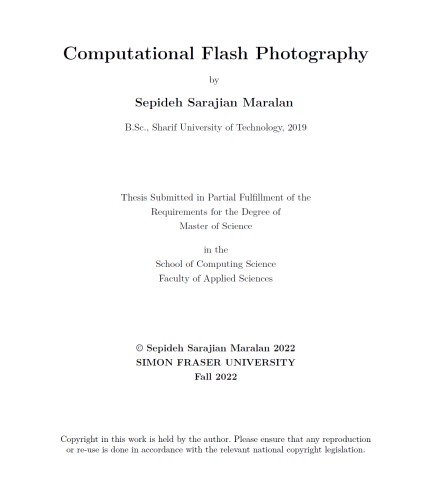 Computational Flash Photography
by
Sepideh Sarajian Maralan
B.Sc., Sharif University of Technology, 2019
Thesis Submitted in Partial Fulfillment of the
Requirements for the Degree of
Master of Science
in the
School of Computing Science
Faculty of Applied Sciences
© Sepideh Sarajian Maralan 2022
SIMON FRASER UNIVERSITY
Fall 2022
Copyright in this work is held by the author. Please ensure that any reproduction
or re-use is done in accordance with the relevant national copyright legislation.